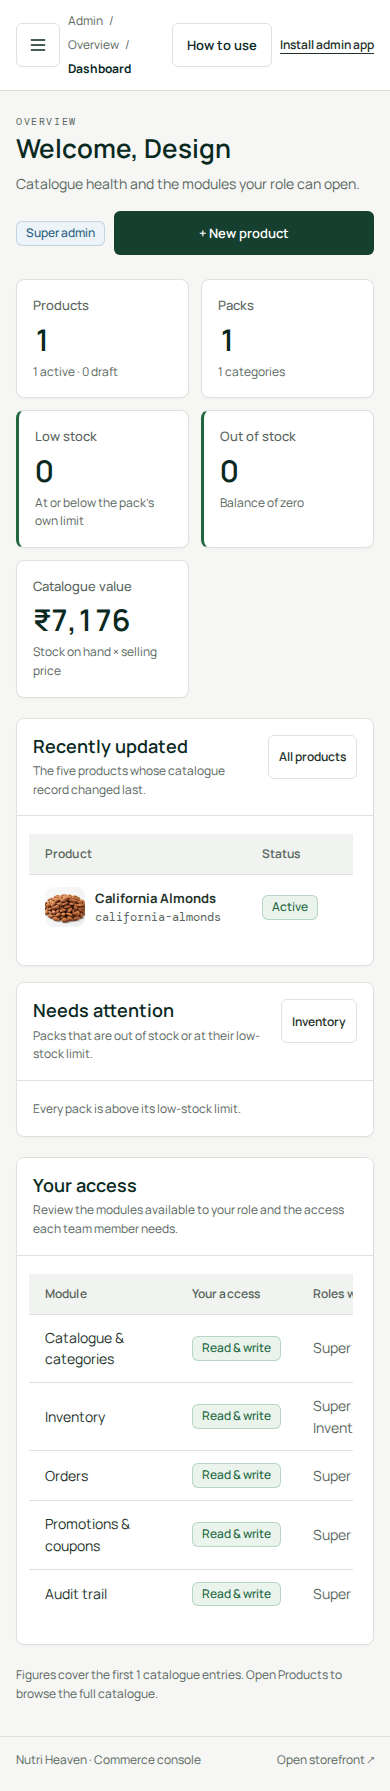 Admin /
Overview /
Dashboard
How to use
Install admin app
OVERVIEW
Welcome, Design
Catalogue health and the modules your role can open.
Super admin
+ New product
Products
1
1 active · 0 draft
Packs
1
1 categories
Low stock
0
At or below the pack's
own limit
Out of stock
0
Balance of zero
Catalogue value
₹7,176
Stock on hand × selling
price
Recently updated
The five products whose catalogue
record changed last.
All products
Product Status
California Almonds
california-almonds
Active
Needs attention
Packs that are out of stock or at their low-
stock limit.
Inventory
Every pack is above its low-stock limit.
Your access
Review the modules available to your role and the access
each team member needs.
Module Your access Roles w
Catalogue &
categories
Read & write
Super
Inventory
Read & write
Super
Invent
Orders
Read & write
Super
Promotions &
coupons
Read & write
Super
Audit trail
Read & write
Super
Figures cover the first 1 catalogue entries. Open Products to
browse the full catalogue.
Nutri Heaven · Commerce console
Open storefront ↗